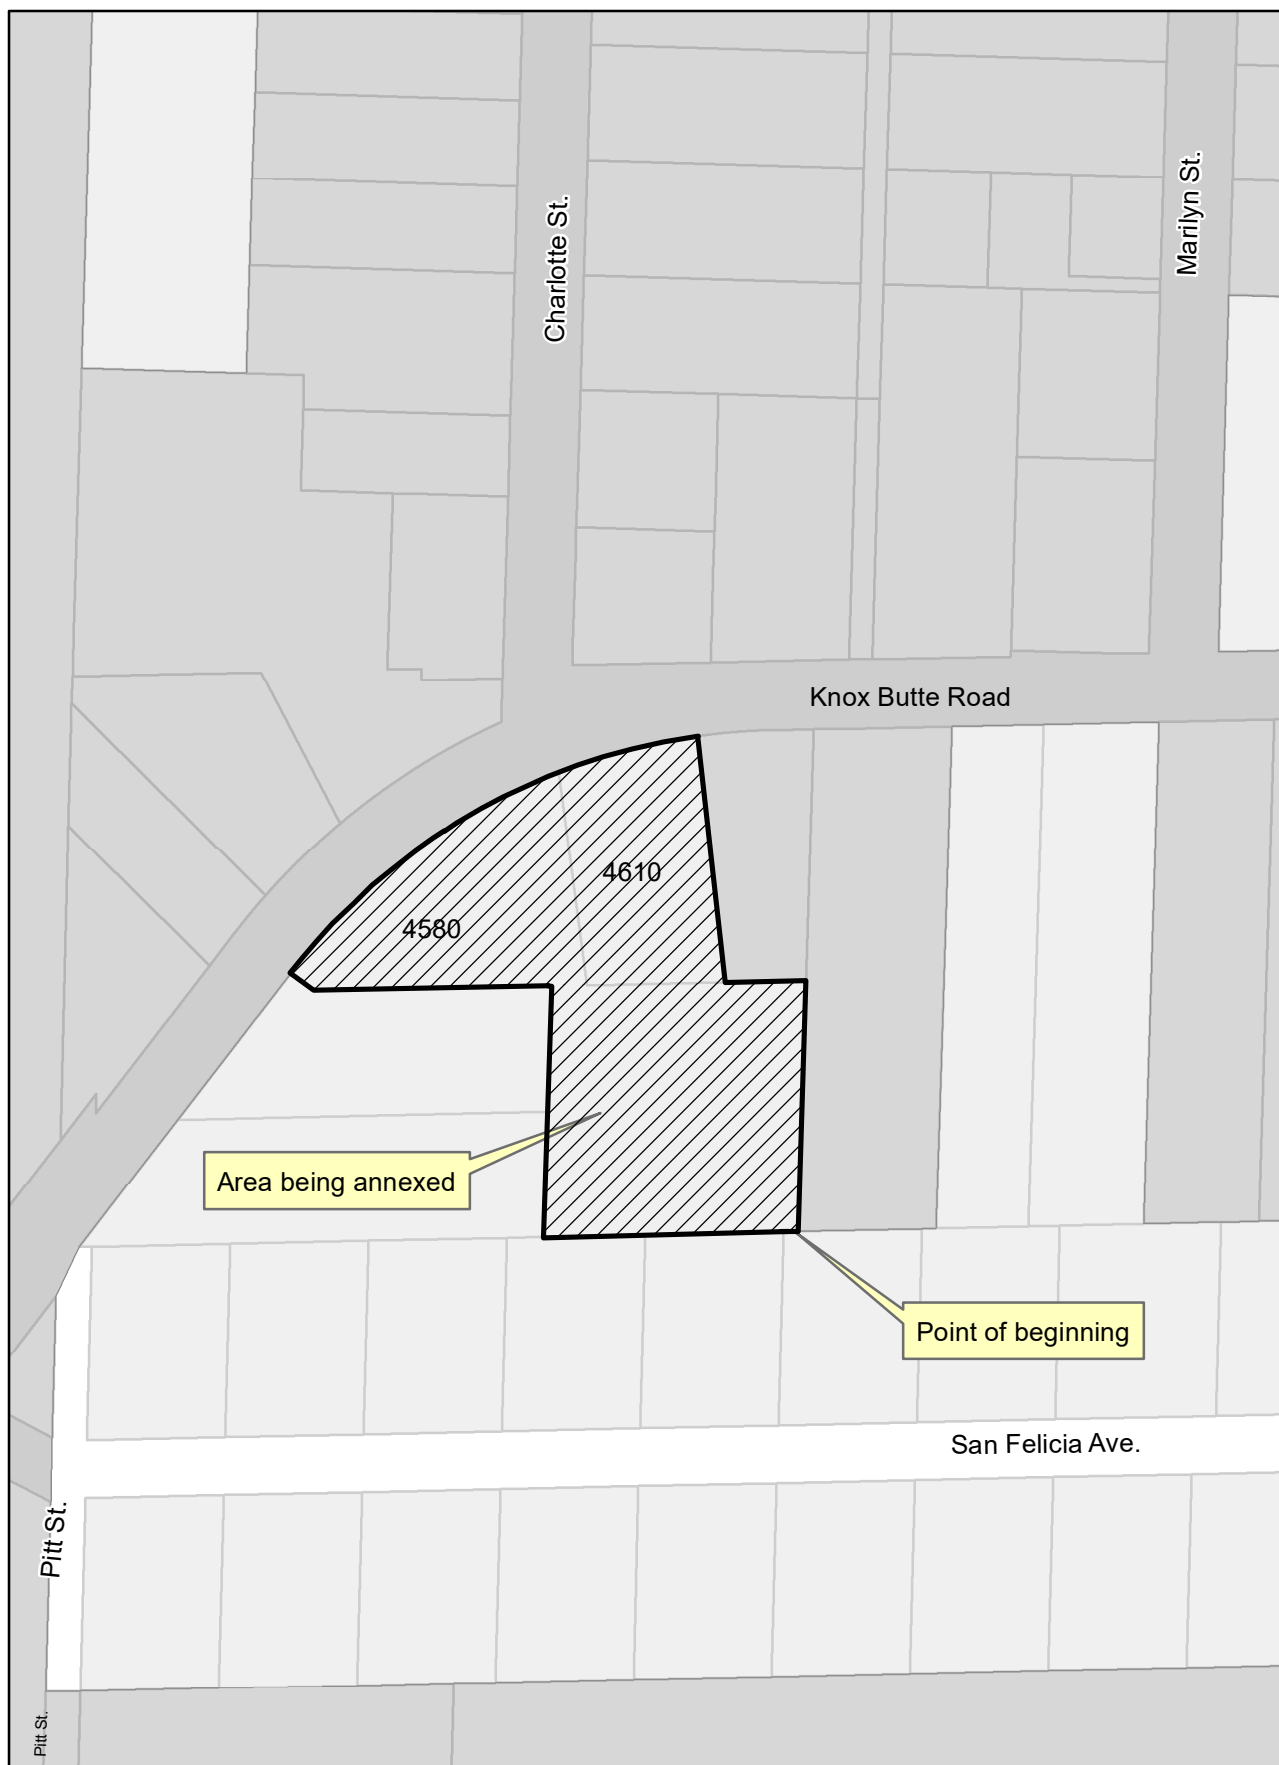 Marilyn St.
Charlotte St.
Knox Butte Road
4610
4580
Area being annexed
Point of beginning
San Felicia Ave.
Pitt St.
Pitt St.